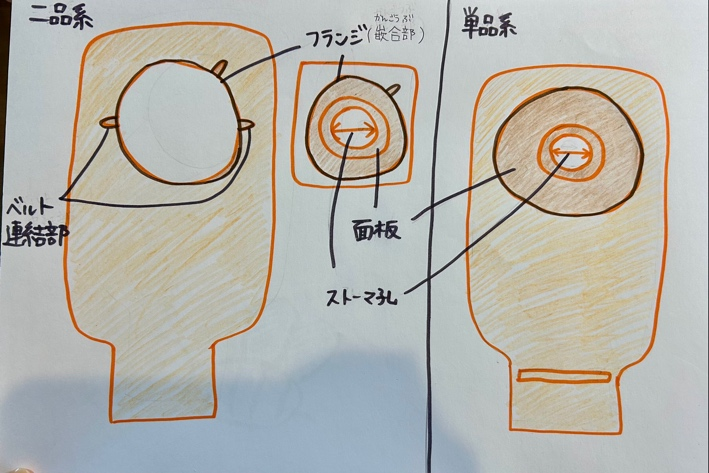 二品系
フランジ(嵌合部)
かんごうぶ
単品系
ベルト
連結部
面板
ストーマ孔